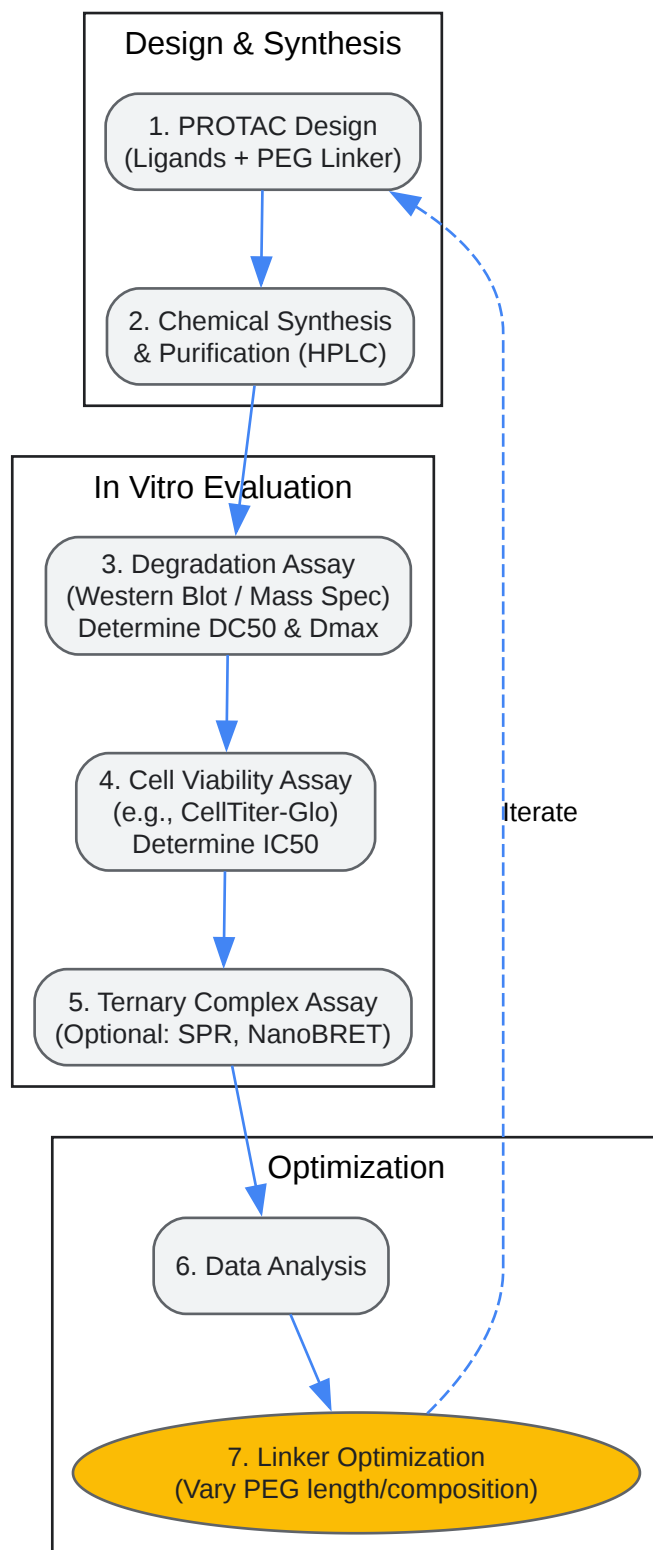 Design & Synthesis
1. PROTAC Design
(Ligands + PEG Linker)
2. Chemical Synthesis
& Purification (HPLC)
In Vitro Evaluation
3. Degradation Assay
(Western Blot / Mass Spec)
Determine DC50 & Dmax
4. Cell Viability Assay
(e.g., CellTiter-Glo)
Determine IC50
Iterate
5. Ternary Complex Assay
(Optional: SPR, NanoBRET)
Optimization
6. Data Analysis
7. Linker Optimization
(Vary PEG length/composition)